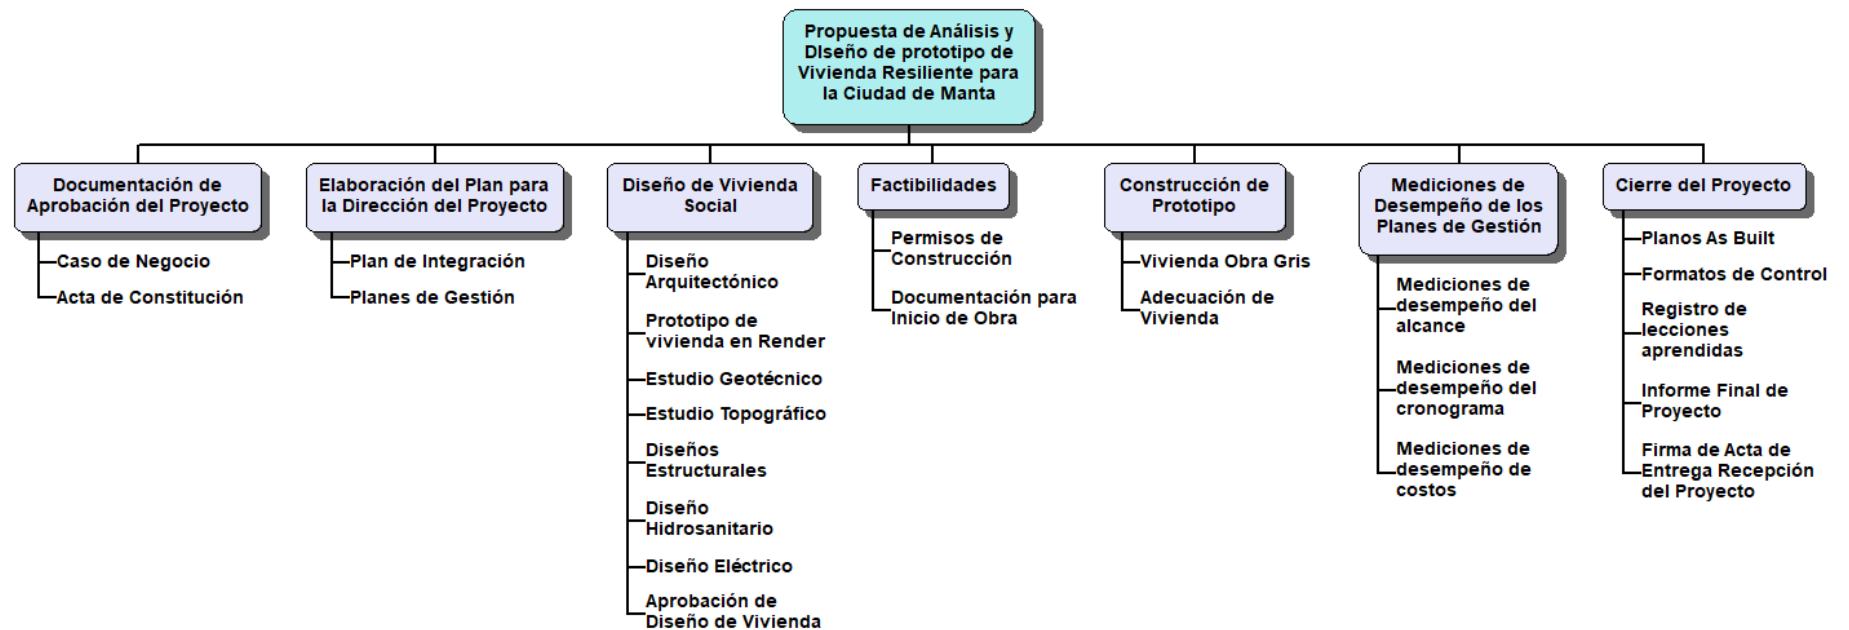 Propuesta de Análisis y
DIseño de prototipo de
Vivienda Resiliente para
la Ciudad de Manta
Documentación de
Aprobación del Proyecto
Caso de Negocio
Acta de Constitución
Elaboración del Plan para
la Dirección del Proyecto
Plan de Integración
Planes de Gestión
Diseño de Vivienda
Social
Diseño
Arquitectónico
Prototipo de
vivienda en Render
Estudio Geotécnico
Estudio Topográfico
Diseños
Estructurales
Diseño
Hidrosanitario
Diseño Eléctrico
Aprobación de
Diseño de Vivienda
Factibilidades
Permisos de
Construcción
Documentación para
Inicio de Obra
Construcción de
Prototipo
Vivienda Obra Gris
Adecuación de
Vivienda
Mediciones de
Desempeño de los
Planes de Gestión
Mediciones de
desempeño del
alcance
Mediciones de
desempeño del
cronograma
Mediciones de
desempeño de
costos
Cierre del Proyecto
Planos As Built
Formatos de Control
Registro de
lecciones
aprendidas
Informe Final de
Proyecto
Firma de Acta de
Entrega Recepción
del Proyecto